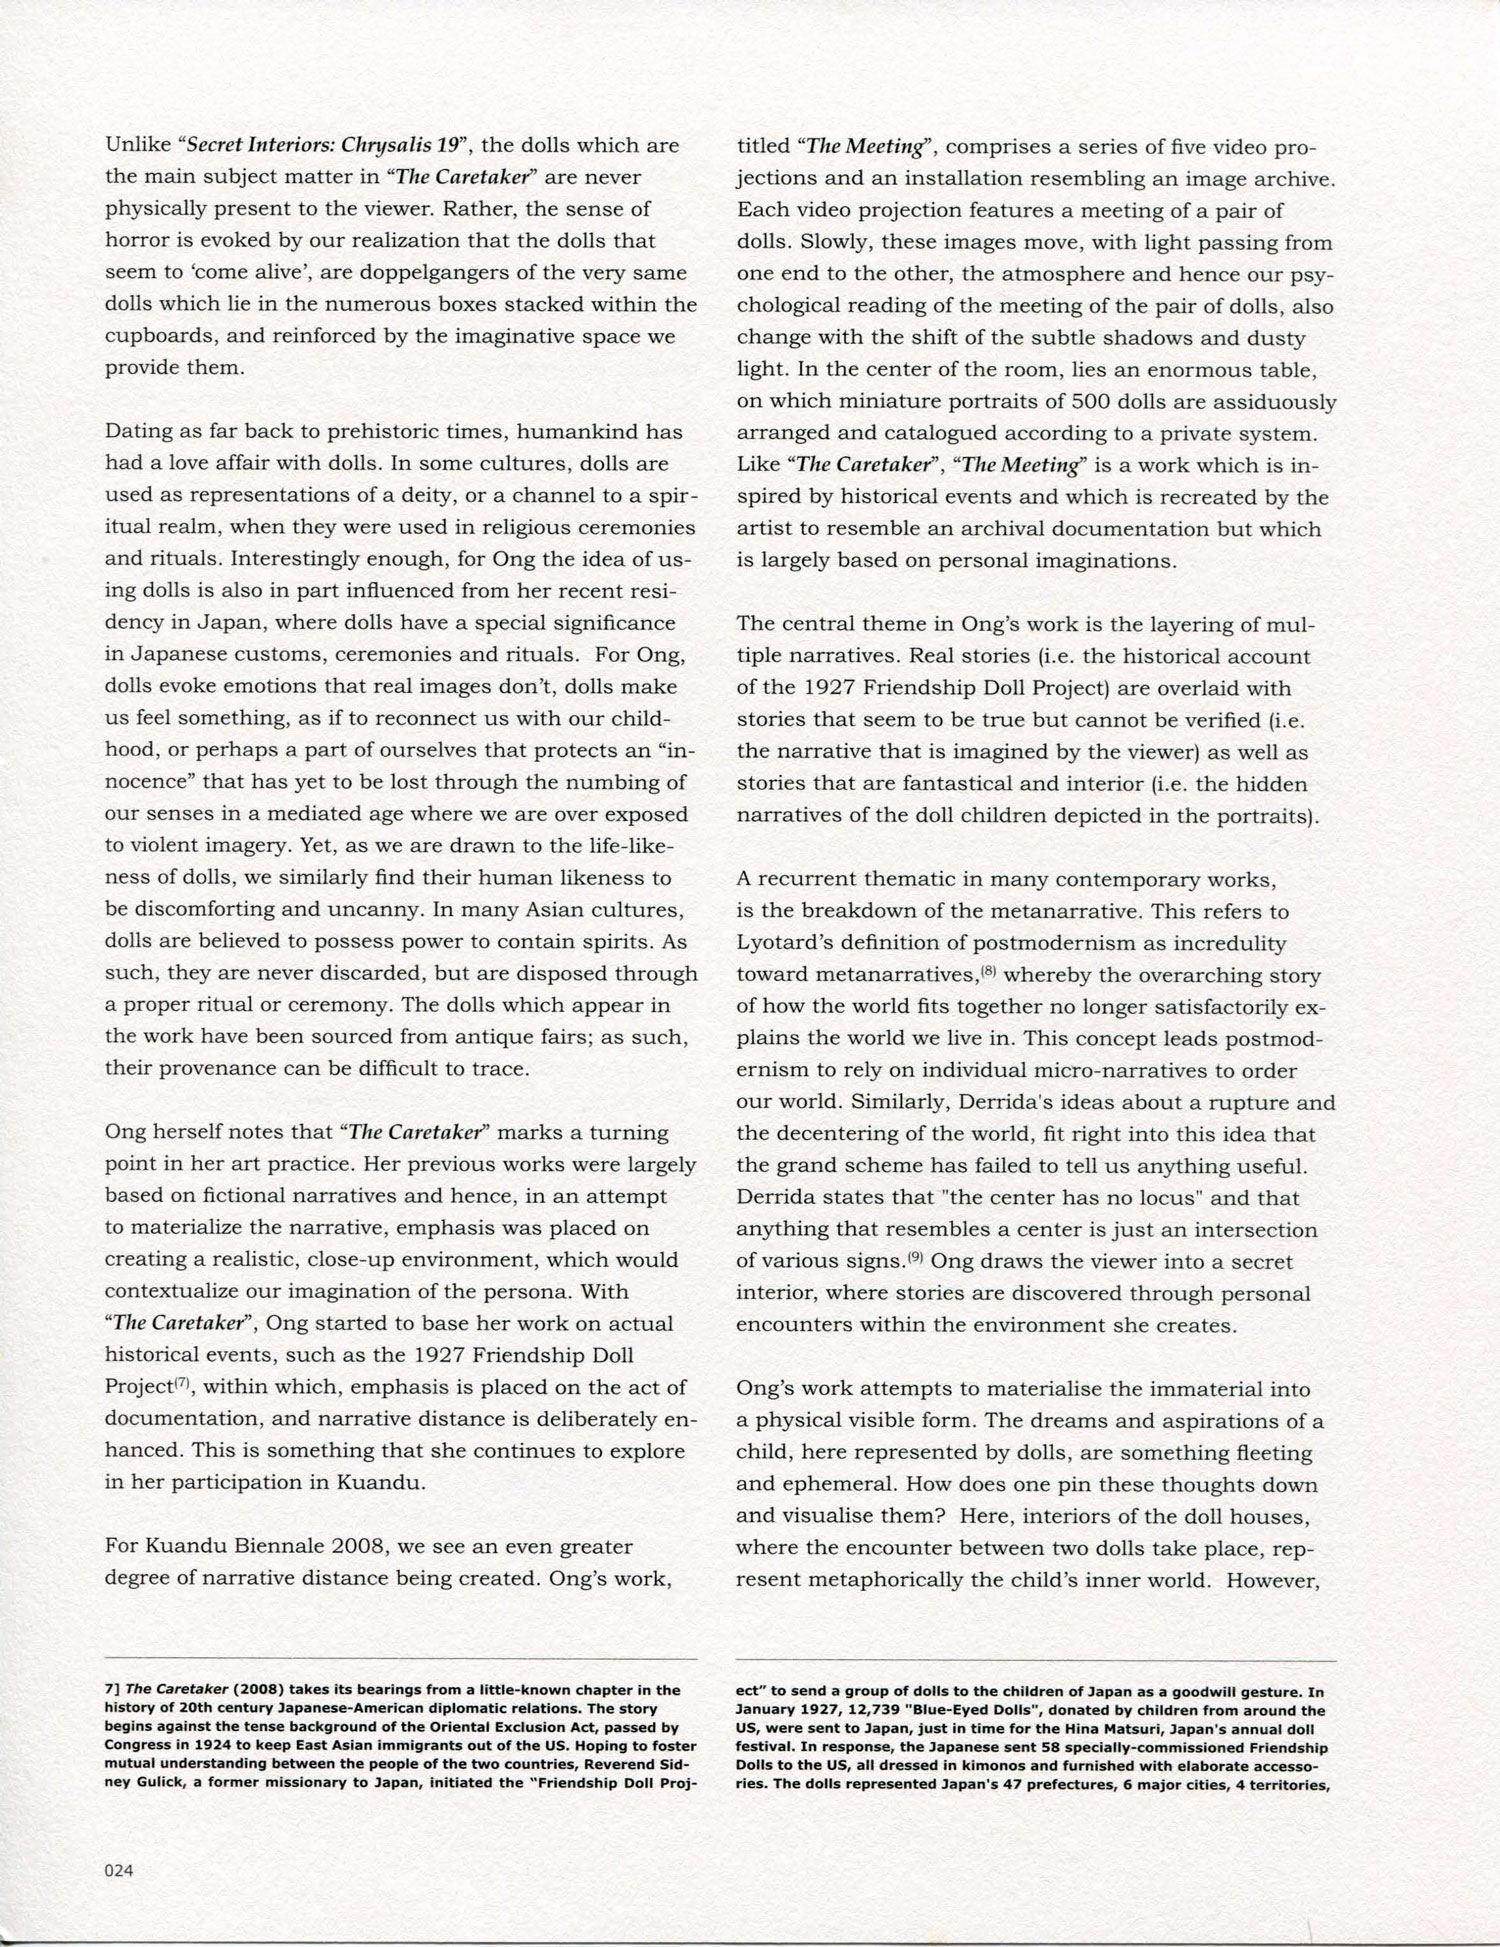 Unlike “Secret Interiors: Chrysalis 19”, the dolls which are
the main subject matter in “The Caretaker” are never
physically present to the viewer. Rather, the sense of
horror is evoked by our realization that the dolls that
seem to ‘come alive’, are doppelgangers of the very same
dolls which lie in the numerous boxes stacked within the
cupboards, and reinforced by the imaginative space we
provide them.
Dating as far back to prehistoric times, humankind has
had a love affair with dolls. In some cultures, dolls are
used as representations of a deity, or a channel to a spir-
itual realm, when they were used in religious ceremonies
and rituals. Interestingly enough, for Ong the idea of us-
ing dolls is also in part influenced from her recent resi-
dency in Japan, where dolls have a special significance
in Japanese customs, ceremonies and rituals.  For Ong,
dolls evoke emotions that real images don’t, dolls make
us feel something, as if to reconnect us with our child-
hood, or perhaps a part of ourselves that protects an “in-
nocence” that has yet to be lost through the numbing of
our senses in a mediated age where we are over exposed
to violent imagery. Yet, as we are drawn to the life-like-
ness of dolls, we similarly find their human likeness to
be discomforting and uncanny. In many Asian cultures,
dolls are believed to possess power to contain spirits. As
such, they are never discarded, but are disposed through
a proper ritual or ceremony. The dolls which appear in
the work have been sourced from antique fairs; as such,
their provenance can be difficult to trace.
Ong herself notes that “The Caretaker” marks a turning
point in her art practice. Her previous works were largely
based on fictional narratives and hence, in an attempt
to materialize the narrative, emphasis was placed on
creating a realistic, close-up environment, which would
contextualize our imagination of the persona. With
“The Caretaker”, Ong started to base her work on actual
historical events, such as the 1927 Friendship Doll
Project(7), within which, emphasis is placed on the act of
documentation, and narrative distance is deliberately en-
hanced. This is something that she continues to explore
in her participation in Kuandu.
For Kuandu Biennale 2008, we see an even greater
degree of narrative distance being created. Ong’s work,
titled “The Meeting”, comprises a series of five video pro-
jections and an installation resembling an image archive.
Each video projection features a meeting of a pair of
dolls. Slowly, these images move, with light passing from
one end to the other, the atmosphere and hence our psy-
chological reading of the meeting of the pair of dolls, also
change with the shift of the subtle shadows and dusty
light. In the center of the room, lies an enormous table,
on which miniature portraits of 500 dolls are assiduously
arranged and catalogued according to a private system.
Like “The Caretaker”, “The Meeting” is a work which is in-
spired by historical events and which is recreated by the
artist to resemble an archival documentation but which
is largely based on personal imaginations.
The central theme in Ong’s work is the layering of mul-
tiple narratives. Real stories (i.e. the historical account
of the 1927 Friendship Doll Project) are overlaid with
stories that seem to be true but cannot be verified (i.e.
the narrative that is imagined by the viewer) as well as
stories that are fantastical and interior (i.e. the hidden
narratives of the doll children depicted in the portraits).
A recurrent thematic in many contemporary works,
is the breakdown of the metanarrative. This refers to
Lyotard’s definition of postmodernism as incredulity
toward metanarratives,(8) whereby the overarching story
of how the world fits together no longer satisfactorily ex-
plains the world we live in. This concept leads postmod-
ernism to rely on individual micro-narratives to order
our world. Similarly, Derrida's ideas about a rupture and
the decentering of the world, fit right into this idea that
the grand scheme has failed to tell us anything useful.
Derrida states that "the center has no locus" and that
anything that resembles a center is just an intersection
of various signs.(9) Ong draws the viewer into a secret
interior, where stories are discovered through personal
encounters within the environment she creates.
Ong’s work attempts to materialise the immaterial into
a physical visible form. The dreams and aspirations of a
child, here represented by dolls, are something fleeting
and ephemeral. How does one pin these thoughts down
and visualise them?  Here, interiors of the doll houses,
where the encounter between two dolls take place, rep-
resent metaphorically the child’s inner world.  However,
7] The Caretaker (2008) takes its bearings from a little-known chapter in the
history of 20th century Japanese-American diplomatic relations. The story
begins against the tense background of the Oriental Exclusion Act, passed by
Congress in 1924 to keep East Asian immigrants out of the US. Hoping to foster
mutual understanding between the people of the two countries, Reverend Sid-
ney Gulick, a former missionary to Japan, initiated the “Friendship Doll Proj-
ect” to send a group of dolls to the children of Japan as a goodwill gesture. In
January 1927, 12,739 "Blue-Eyed Dolls", donated by children from around the
US, were sent to Japan, just in time for the Hina Matsuri, Japan's annual doll
festival. In response, the Japanese sent 58 specially-commissioned Friendship
Dolls to the US, all dressed in kimonos and furnished with elaborate accesso-
ries. The dolls represented Japan's 47 prefectures, 6 major cities, 4 territories,
024